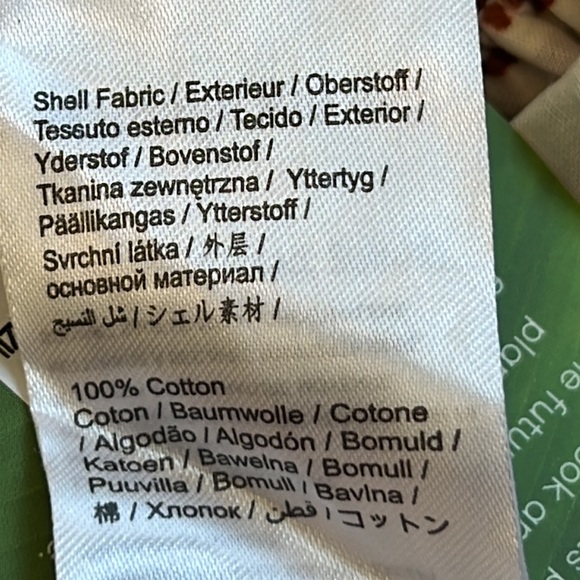 Shell Fabric / Exterieur / Oberstoff /
Tessuto esterno / Tecido / Exterior /
Yderstof / Bovenstof /
Tkanina zewnętrzna / Yttertyg /
Päällikangas / Ytterstoff /
Svrchní látka / 外层 /
основной материал /
شل النسيج / シェル素材 /
100% Cotton
Coton / Baumwolle / Cotone
/ Algodão / Algodón / Bomuld /
Katoen / Bawełna / Bomull /
Puuvilla / Bomull / Bavlna /
棉 / Хлопок / قطن / コットン